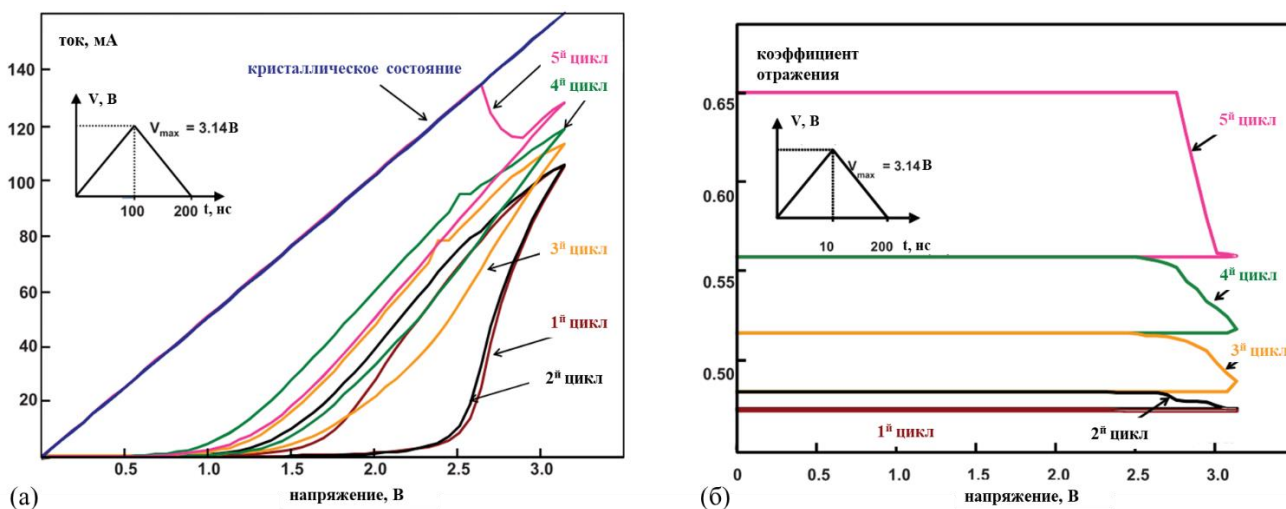 ток, мА
140
120
100
80
60
40
20
V, В
Vmax = 3.14В
100
200
t, нс
кристаллическое состояние
5й цикл
4й цикл
3й цикл
1й цикл
2й цикл
0.5
1.0
1.5
2.0
2.5
3.0
(а)
напряжение, В
коэффициент
отражения
0.65
0.60
0.55
0.50
V, В
Vmax = 3.14 В
10
200
t, нс
5й цикл
4й цикл
3й цикл
1й цикл
2й цикл
0
0.5
1.0
1.5
2.0
2.5
3.0
(б)
напряжение, В